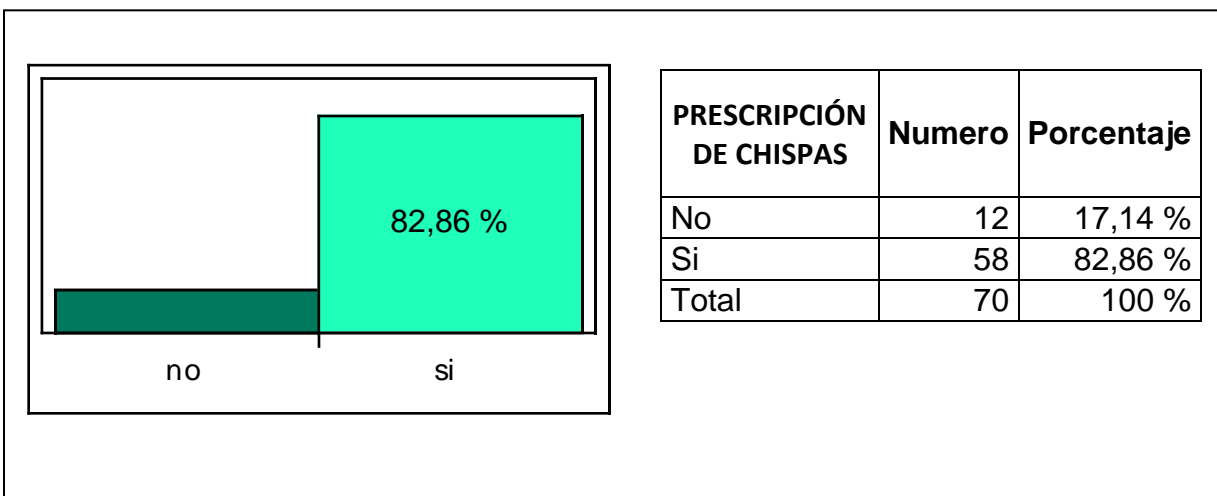 82,86 %
no si
PRESCRIPCIÓN
DE CHISPAS Numero Porcentaje
No 12 17,14 %
Si 58 82,86 %
Total 70 100 %